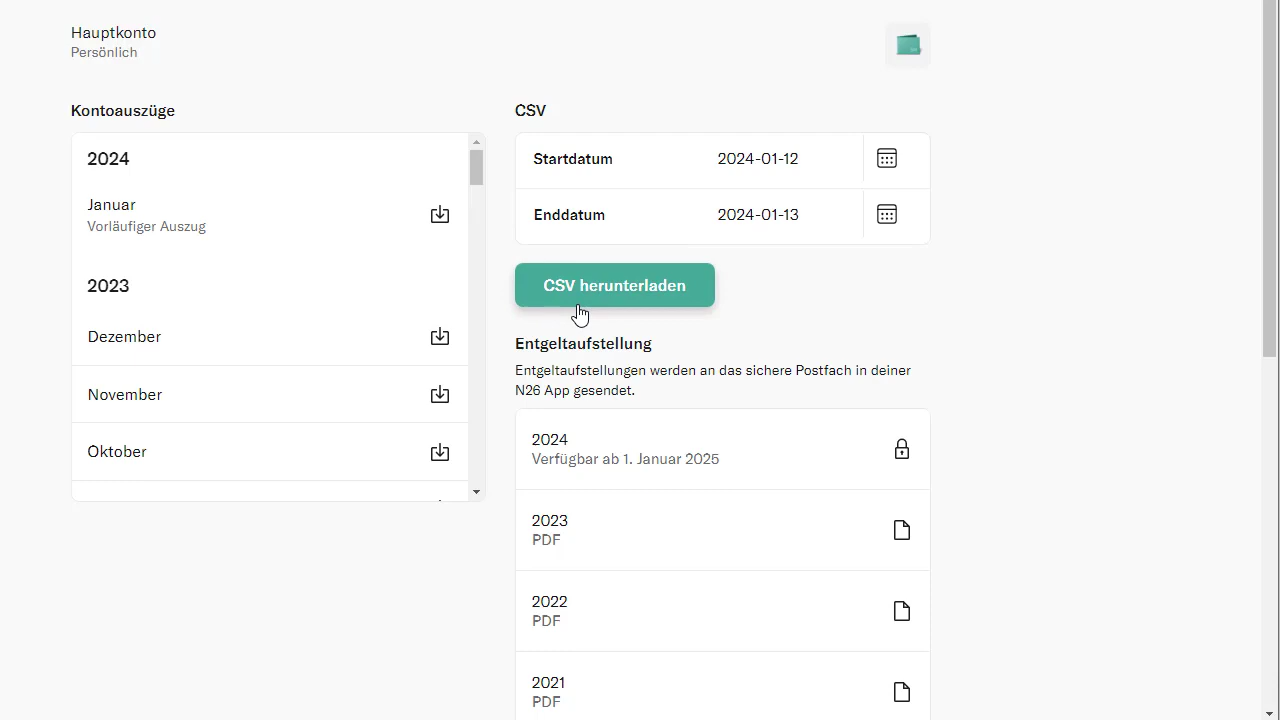 Hauptkonto
Persönlich
Kontoauszüge
2024
Januar
Vorläufiger Auszug
2023
Dezember
November
Oktober
CSV
Startdatum 2024-01-12
Enddatum 2024-01-13
CSV herunterladen
Entgeltaufstellung
Entgeltaufstellungen werden an das sichere Postfach in deiner
N26 App gesendet.
2024
Verfügbar ab 1. Januar 2025
2023
PDF
2022
PDF
2021
PDF